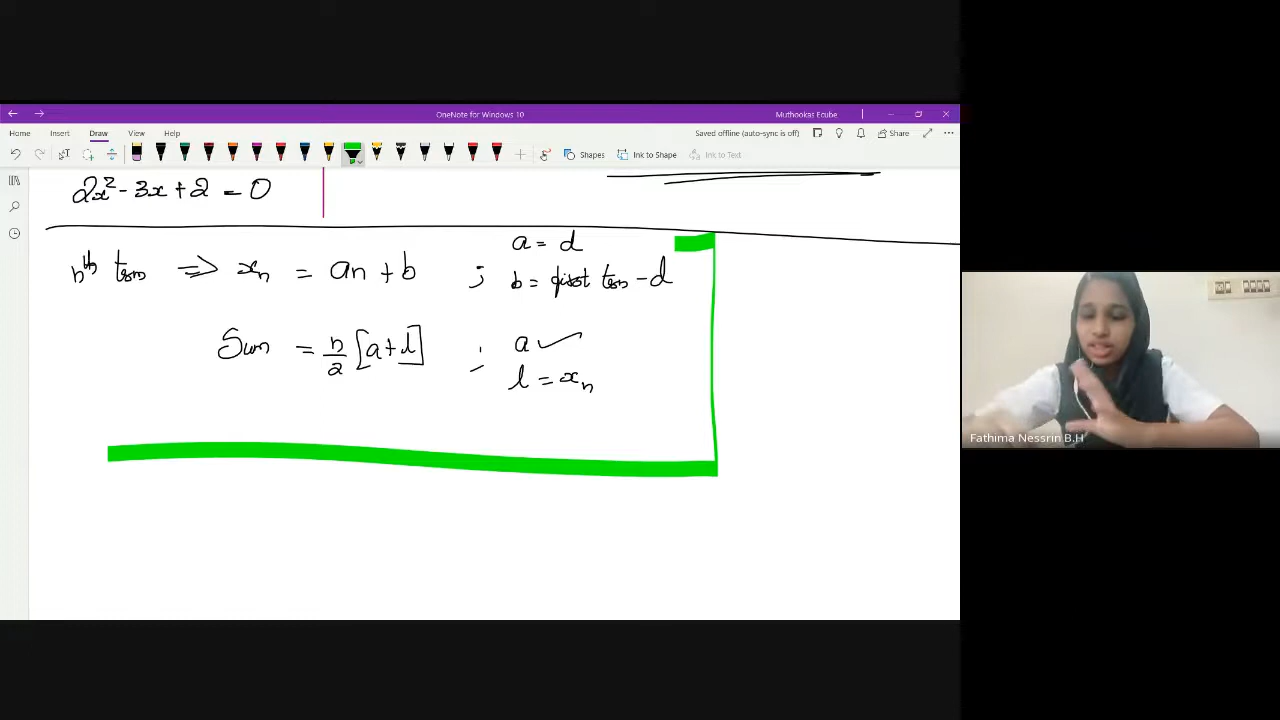 OneNote for Windows 10
Muthookas Ecube
Home Insert Draw View Help
Saved offline (auto-sync is off)
Share
Shapes
Ink to Shape
Ink to Text
2x² - 3x + 2 = 0
nth term ⇒ xₙ = an + b ; a = d
b = first term - d
Sum = n/2 [a + l] ; a ✓
l = xₙ
Fathima Nessrin B.H